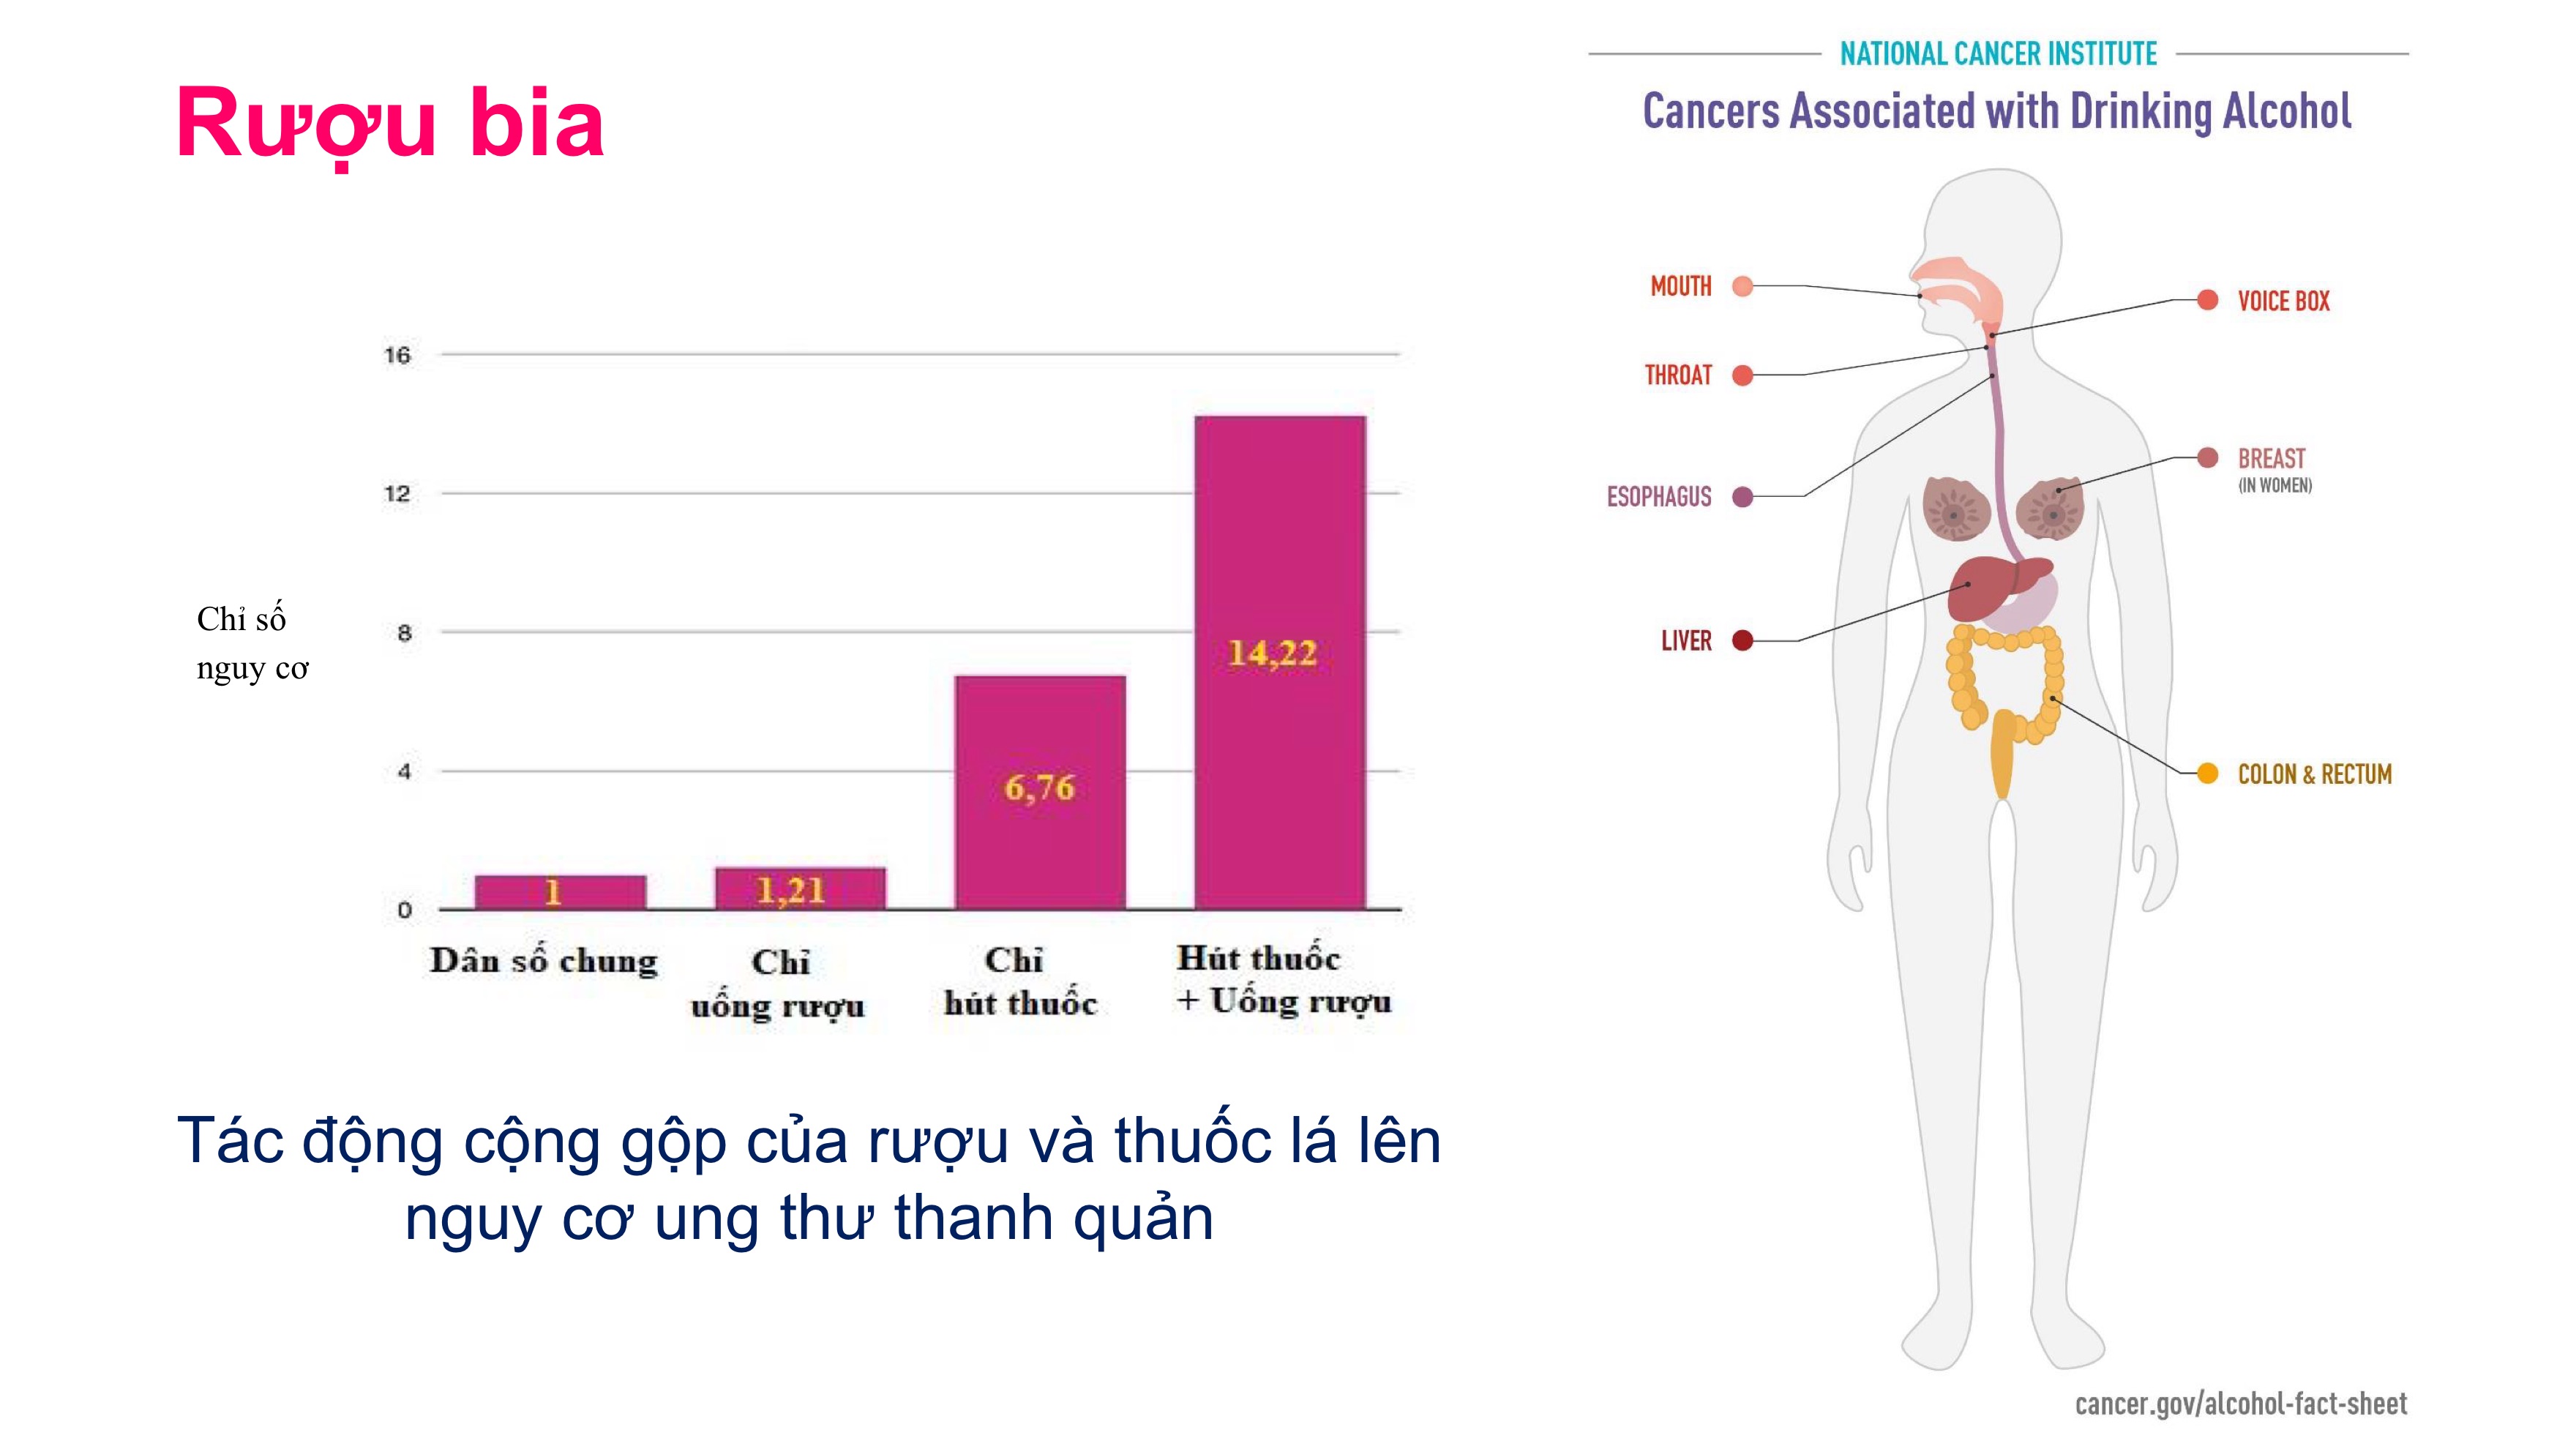 Rượu bia
Chỉ số
nguy cơ
16
12
8
4
0
1
1,21
6,76
14,22
Dân số chung
Chỉ
uống rượu
Chỉ
hút thuốc
Hút thuốc
+ Uống rượu
Tác động cộng gộp của rượu và thuốc lá lên
nguy cơ ung thư thanh quản
NATIONAL CANCER INSTITUTE
Cancers Associated with Drinking Alcohol
MOUTH
THROAT
ESOPHAGUS
LIVER
VOICE BOX
BREAST
(IN WOMEN)
COLON & RECTUM
cancer.gov/alcohol-fact-sheet